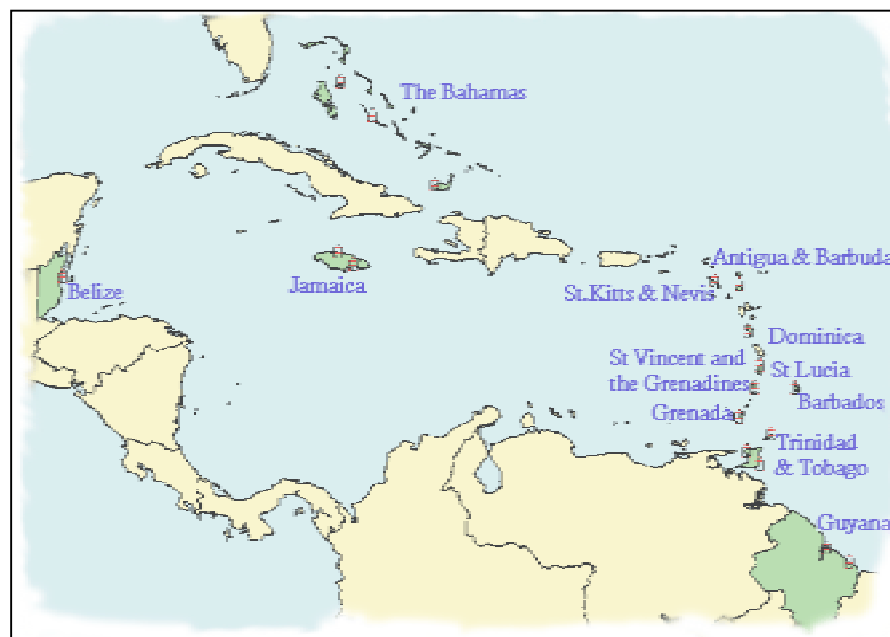 The Bahamas
Antigua & Barbuda
Belize
Jamaica
St.Kitts & Nevis
Dominica
St Vincent and
the Grenadines
St Lucia
Barbados
Grenada
Trinidad
& Tobago
Guyana